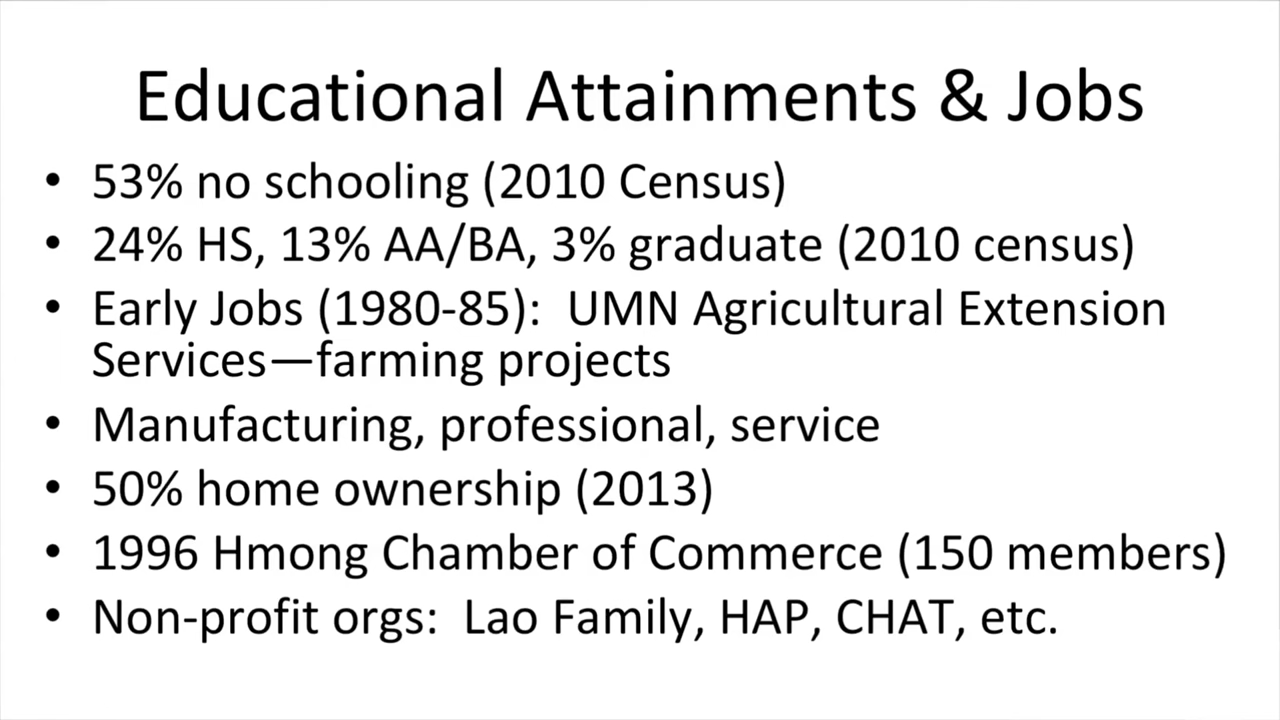 Educational Attainments & Jobs
• 53% no schooling (2010 Census)
• 24% HS, 13% AA/BA, 3% graduate (2010 census)
• Early Jobs (1980-85):  UMN Agricultural Extension
Services—farming projects
• Manufacturing, professional, service
• 50% home ownership (2013)
• 1996 Hmong Chamber of Commerce (150 members)
• Non-profit orgs:  Lao Family, HAP, CHAT, etc.